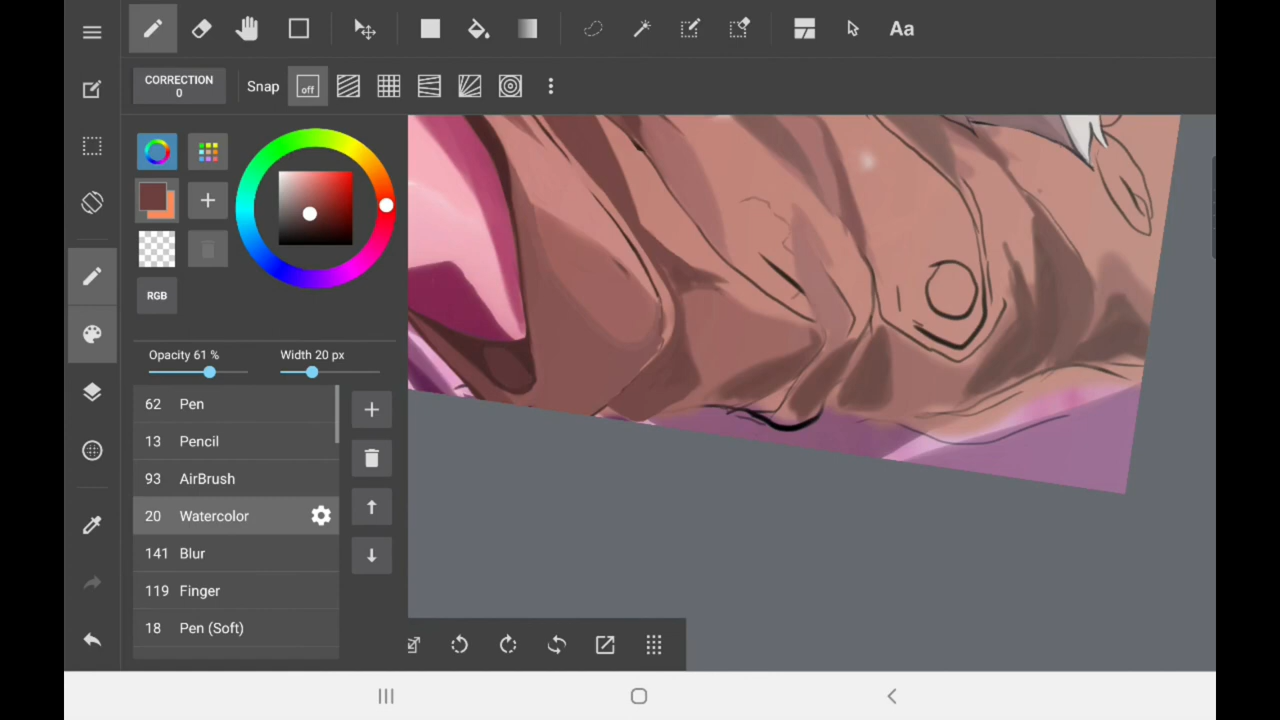 Aa
CORRECTION
0
Snap
off
RGB
Opacity 61 %
Width 20 px
62 Pen
13 Pencil
93 AirBrush
20 Watercolor
141 Blur
119 Finger
18 Pen (Soft)